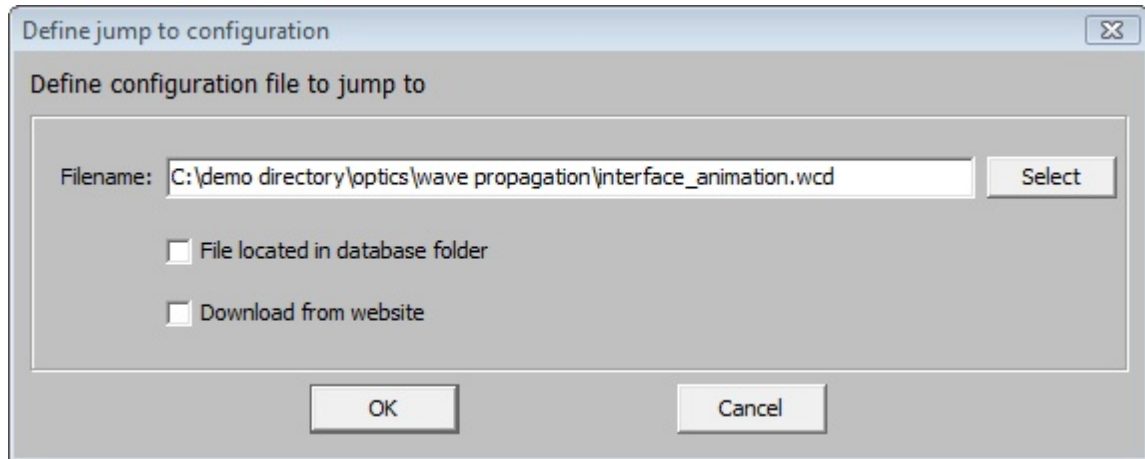 Define jump to configuration
Define configuration file to jump to
Filename: C:\demo directory\optics\wave propagation\interface_animation.wcd Select
File located in database folder
Download from website
OK Cancel